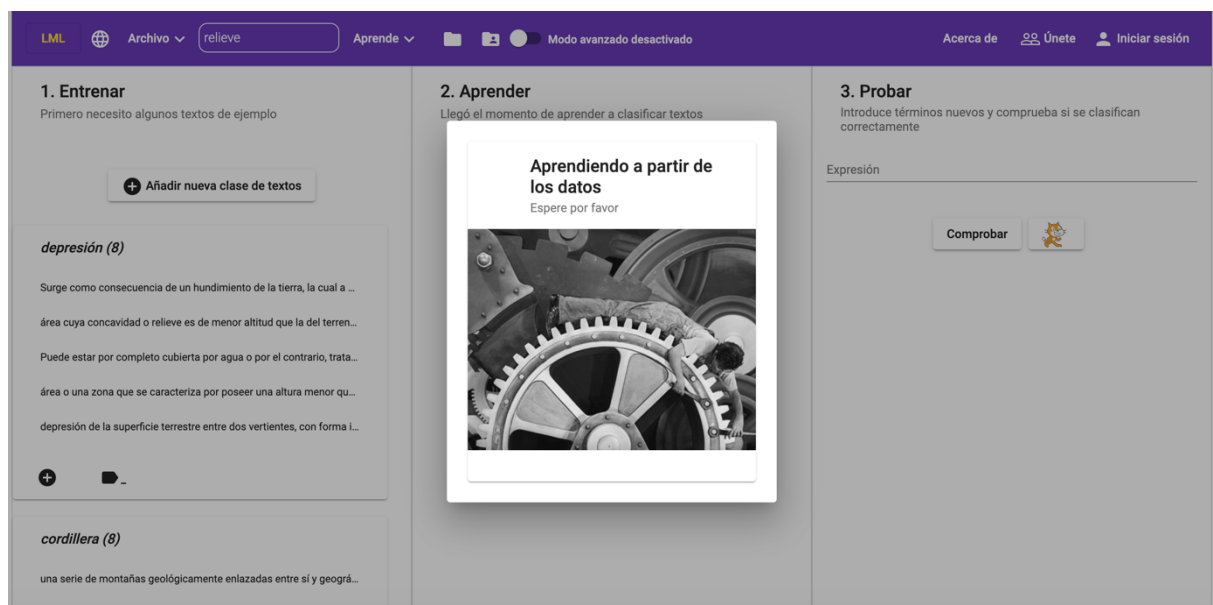 LML Archivo relieve Aprende Modo avanzado desactivado Acerca de Únete Iniciar sesión
1. Entrenar
Primero necesito algunos textos de ejemplo
Añadir nueva clase de textos
depresión (8)
Surge como consecuencia de un hundimiento de la tierra, la cual a ...
área cuya concavidad o relieve es de menor altitud que la del terren...
Puede estar por completo cubierta por agua o por el contrario, trata...
área o una zona que se caracteriza por poseer una altura menor qu...
depresión de la superficie terrestre entre dos vertientes, con forma i...
cordillera (8)
una serie de montañas geológicamente enlazadas entre sí y geográ...
2. Aprender
Llegó el momento de aprender a clasificar textos
Aprendiendo a partir de
los datos
Espere por favor
3. Probar
Introduce términos nuevos y comprueba si se clasifican
correctamente
Expresión
Comprobar